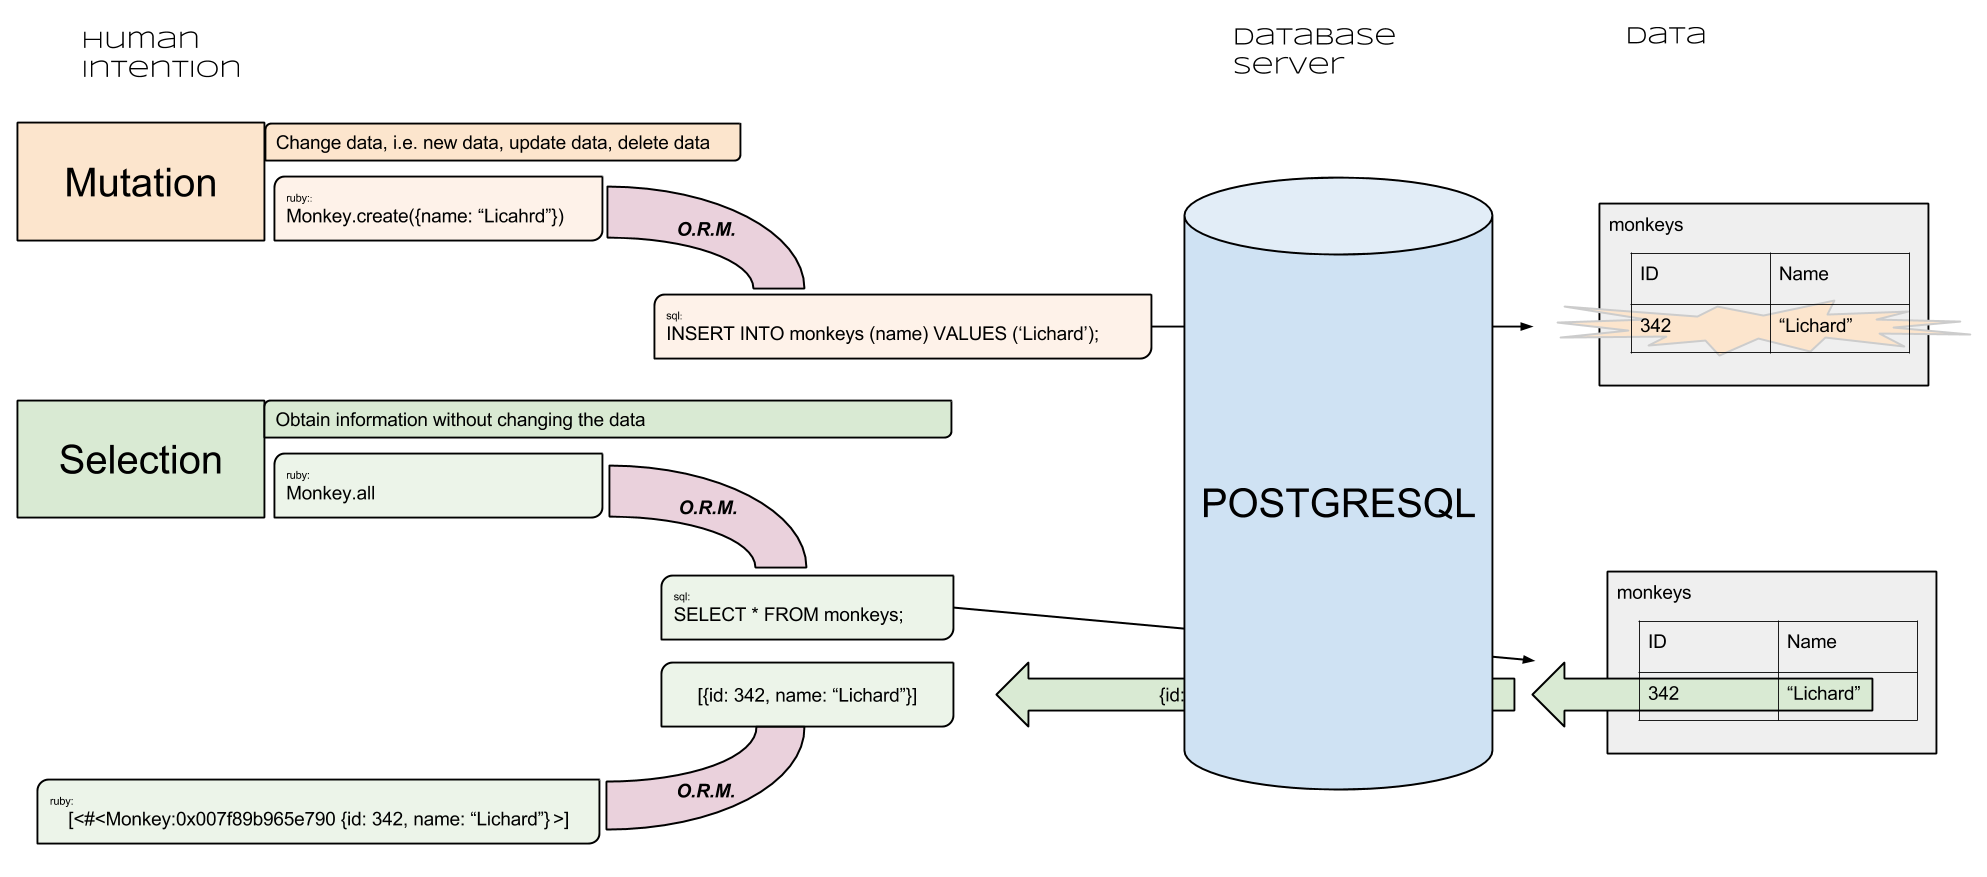 Human
Intention
Database
Server
Data
Mutation
Change data, i.e. new data, update data, delete data
ruby::
Monkey.create({name: “Licahrd”})
O.R.M.
sql:
INSERT INTO monkeys (name) VALUES (‘Lichard’);
monkeys
ID Name
342 “Lichard”
Selection
Obtain information without changing the data
ruby:
Monkey.all
O.R.M.
POSTGRESQL
sql:
SELECT * FROM monkeys;
monkeys
ID Name
342 “Lichard”
[{id: 342, name: “Lichard”}]
{id:
O.R.M.
ruby:
[<#<Monkey:0x007f89b965e790 {id: 342, name: “Lichard”} >]